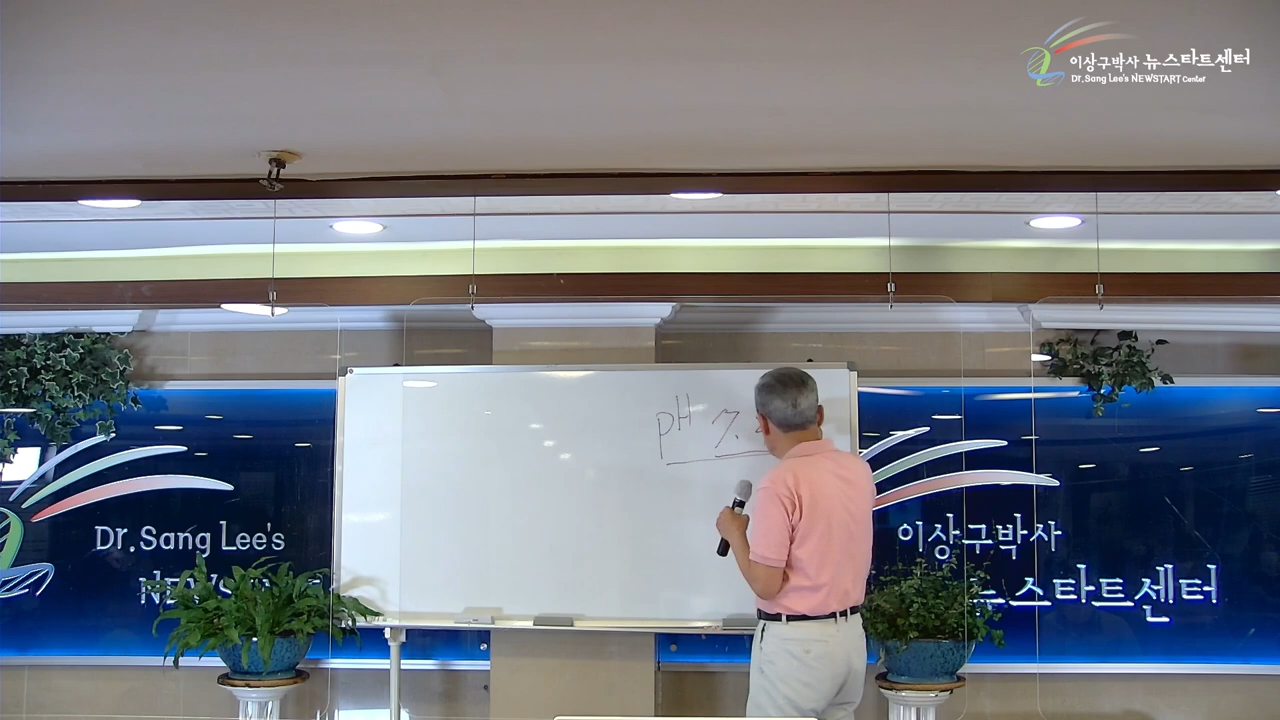 이상구박사 뉴스타트센터
Dr. Sang Lee's NEWSTART Center
pH 7.
Dr. Sang Lee's
이상구박사
뉴스타트센터